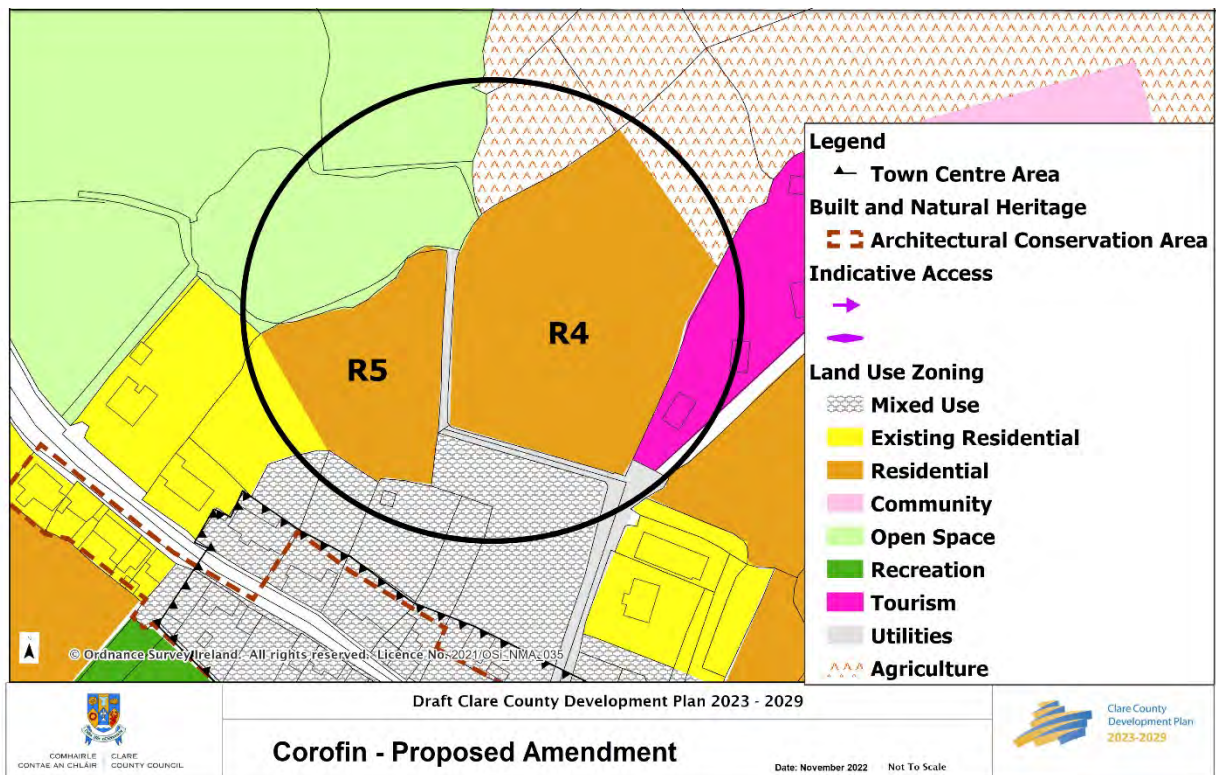 R4
R5
Legend
Town Centre Area
Built and Natural Heritage
Architectural Conservation Area
Indicative Access
Land Use Zoning
Mixed Use
Existing Residential
Residential
Community
Open Space
Recreation
Tourism
Utilities
Agriculture
N
© Ordnance Survey Ireland. All rights reserved. Licence No. 2021/OSi_NMA_035
COMHAIRLE CLARE
CONTAE AN CHLÁIR COUNTY COUNCIL
Draft Clare County Development Plan 2023 - 2029
Corofin - Proposed Amendment
Date: November 2022 Not To Scale
Clare County
Development Plan
2023-2029